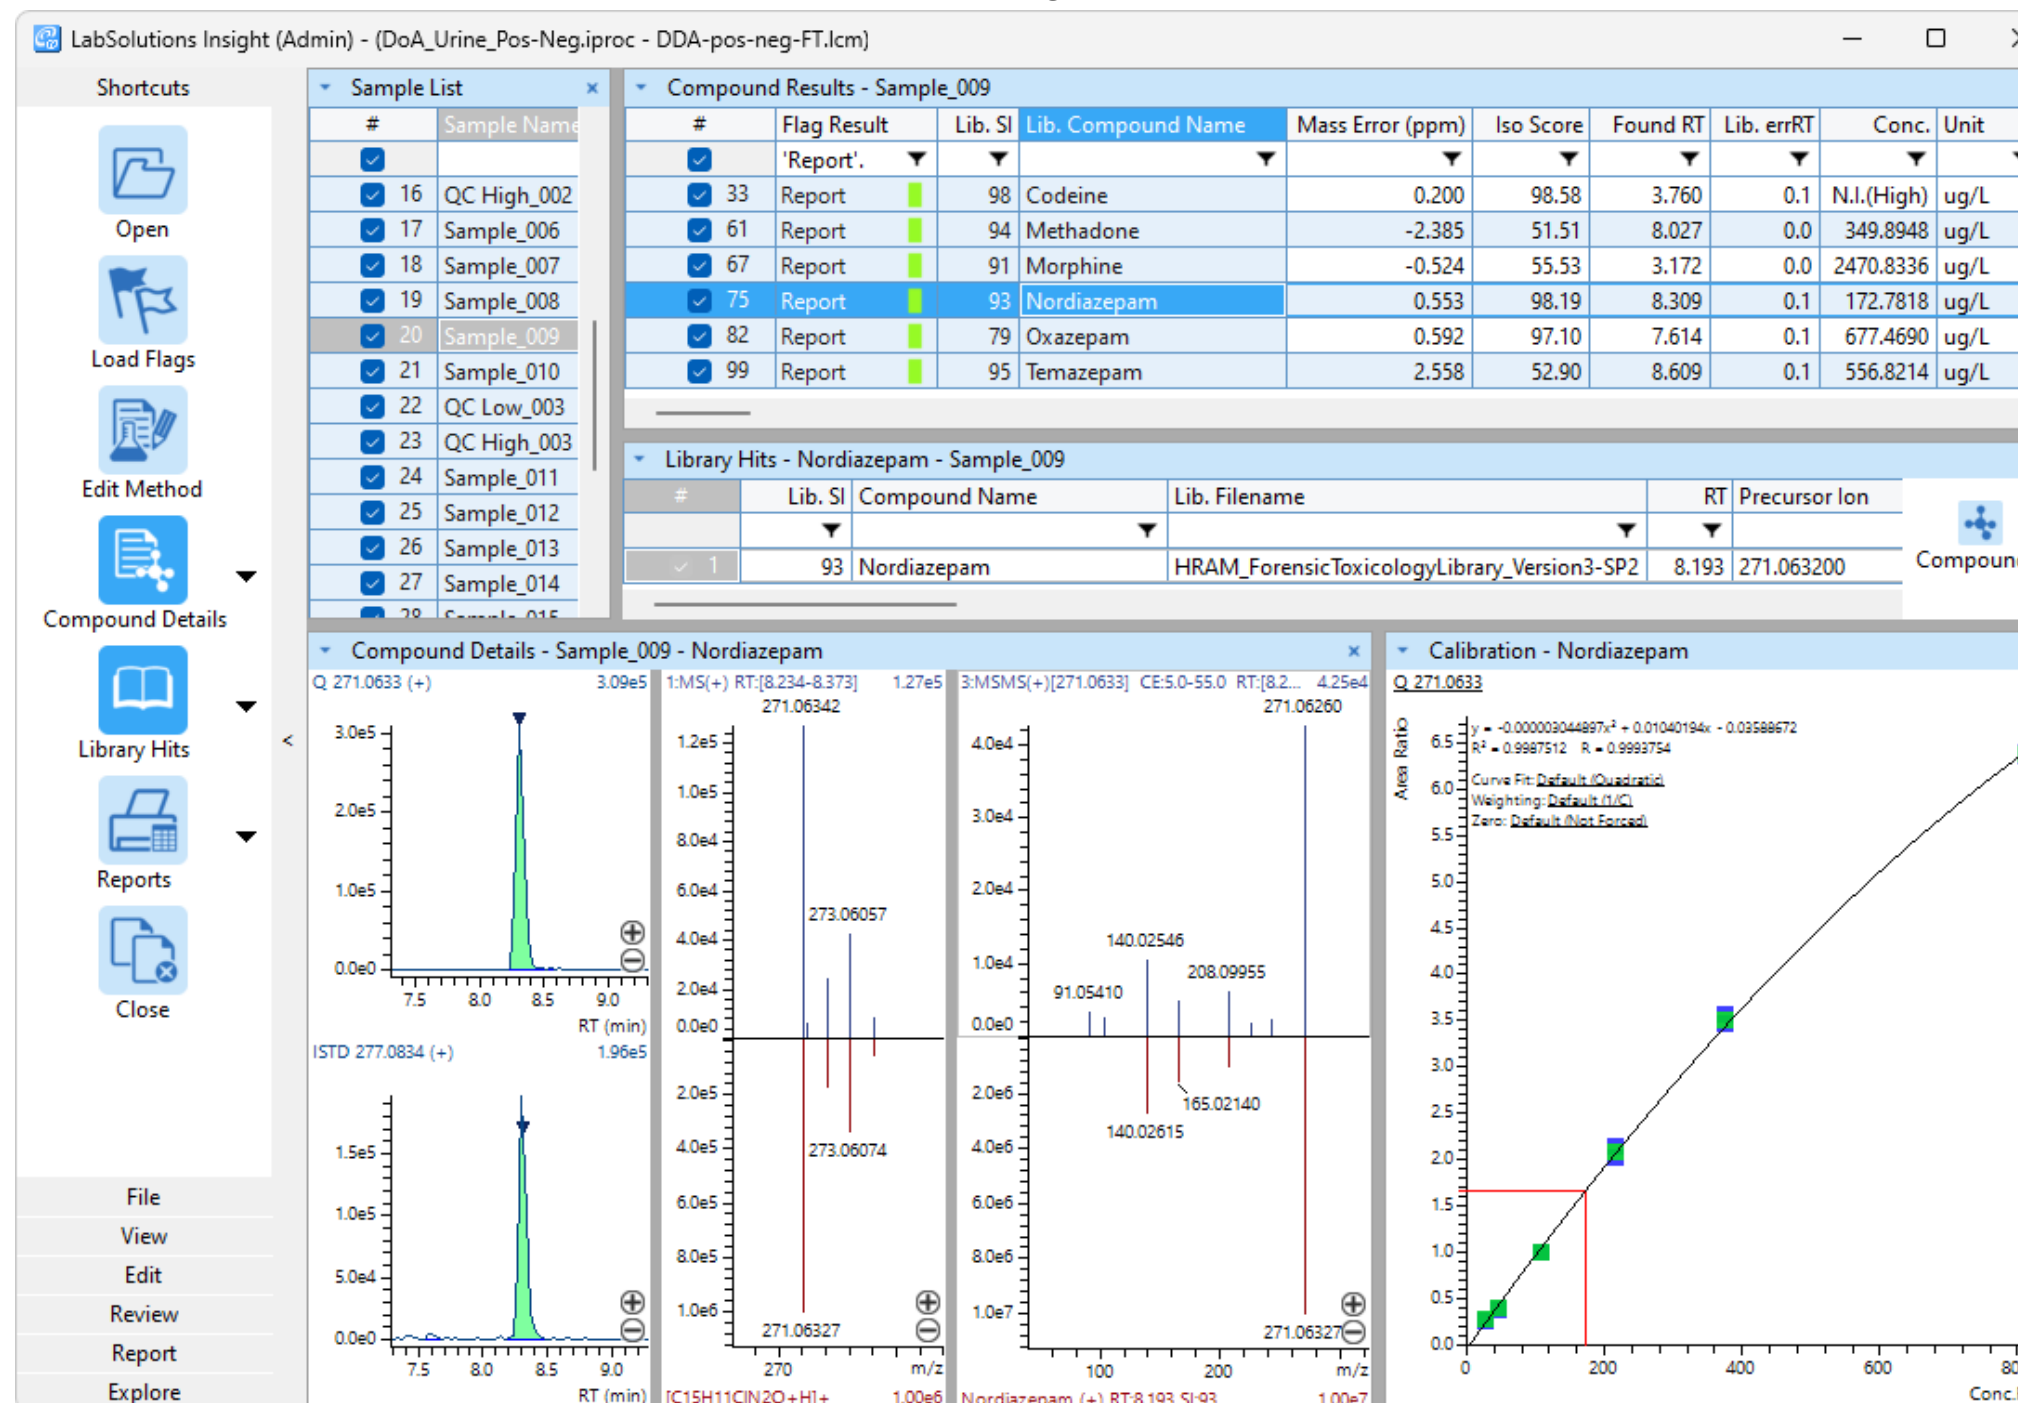 LabSolutions Insight (Admin) - (DoA_Urine_Pos-Neg.iproc - DDA-pos-neg-FT.lcm)
Shortcuts
Open
Load Flags
Edit Method
Compound Details
Library Hits
Reports
Close
File
View
Edit
Review
Report
Explore
<
Sample List
# Sample Name
16 QC High_002
17 Sample_006
18 Sample_007
19 Sample_008
20 Sample_009
21 Sample_010
22 QC Low_003
23 QC High_003
24 Sample_011
25 Sample_012
26 Sample_013
27 Sample_014
28 Sample_015
Compound Results - Sample_009
# Flag Result Lib. SI Lib. Compound Name Mass Error (ppm) Iso Score Found RT Lib. errRT Conc. Unit
'Report'.
33 Report 98 Codeine 0.200 98.58 3.760 0.1 N.I.(High) ug/L
61 Report 94 Methadone -2.385 51.51 8.027 0.0 349.8948 ug/L
67 Report 91 Morphine -0.524 55.53 3.172 0.0 2470.8336 ug/L
75 Report 93 Nordiazepam 0.553 98.19 8.309 0.1 172.7818 ug/L
82 Report 79 Oxazepam 0.592 97.10 7.614 0.1 677.4690 ug/L
99 Report 95 Temazepam 2.558 52.90 8.609 0.1 556.8214 ug/L
Library Hits - Nordiazepam - Sample_009
# Lib. SI Compound Name Lib. Filename RT Precursor Ion
1 93 Nordiazepam HRAM_ForensicToxicologyLibrary_Version3-SP2 8.193 271.063200
Compoun
Compound Details - Sample_009 - Nordiazepam
Q 271.0633 (+) 3.09e5
3.0e5
2.0e5
1.0e5
0.0e0
7.5 8.0 8.5 9.0
RT (min)
ISTD 277.0834 (+) 1.96e5
1.5e5
1.0e5
5.0e4
0.0e0
7.5 8.0 8.5 9.0
RT (min)
1:MS(+) RT:[8.234-8.373] 1.27e5
271.06342
1.2e5
1.0e5
8.0e4
6.0e4
273.06057
4.0e4
2.0e4
0.0e0
2.0e5
4.0e5
273.06074
6.0e5
8.0e5
1.0e6
271.06327
270 m/z
[C15H11ClN2O+H]+ 1.00e6
3:MSMS(+)[271.0633] CE:5.0-55.0 RT:[8.2... 4.25e4
271.06260
4.0e4
3.0e4
2.0e4
140.02546
1.0e4
208.09955
91.05410
0.0e0
2.0e6
165.02140
140.02615
4.0e6
6.0e6
8.0e6
1.0e7
271.06327
100 200 m/z
Nordiazepam (+) RT:8.193 SI:93 1.00e7
Calibration - Nordiazepam
Q 271.0633
Area Ratio
y = -0.000003044897x² + 0.01040194x - 0.03588672
R² = 0.9987512 R = 0.9993754
Curve Fit: Default (Quadratic)
Weighting: Default (1/C)
Zero: Default (Not Forced)
6.5
6.0
5.5
5.0
4.5
4.0
3.5
3.0
2.5
2.0
1.5
1.0
0.5
0.0
0 200 400 600 80
Conc.